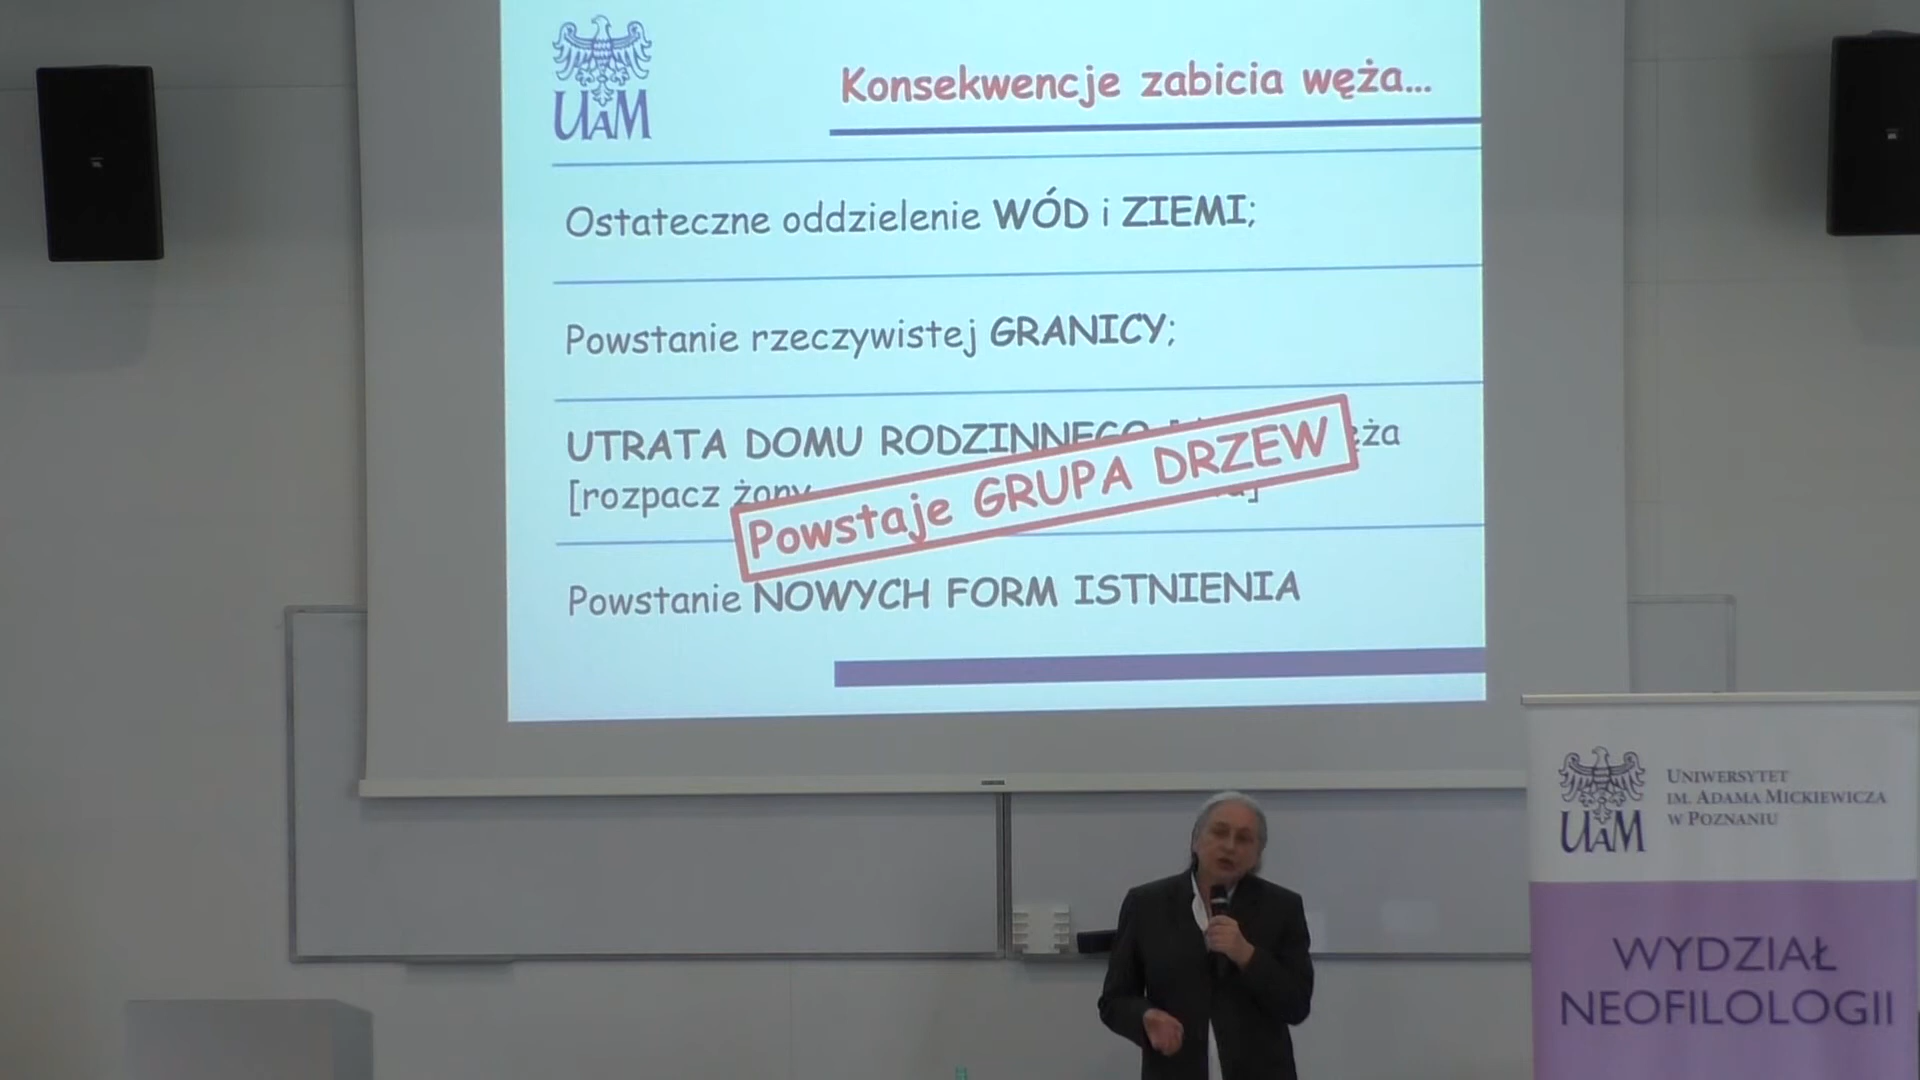 UAM
Konsekwencje zabicia węża...
Ostateczne oddzielenie WÓD i ZIEMI;
Powstanie rzeczywistej GRANICY;
UTRATA DOMU RODZINNEGO
[rozpacz żony
Powstaje GRUPA DRZEW
Powstanie NOWYCH FORM ISTNIENIA
UAM
UNIWERSYTET
IM. ADAMA MICKIEWICZA
W POZNANIU
WYDZIAŁ
NEOFILOLOGII